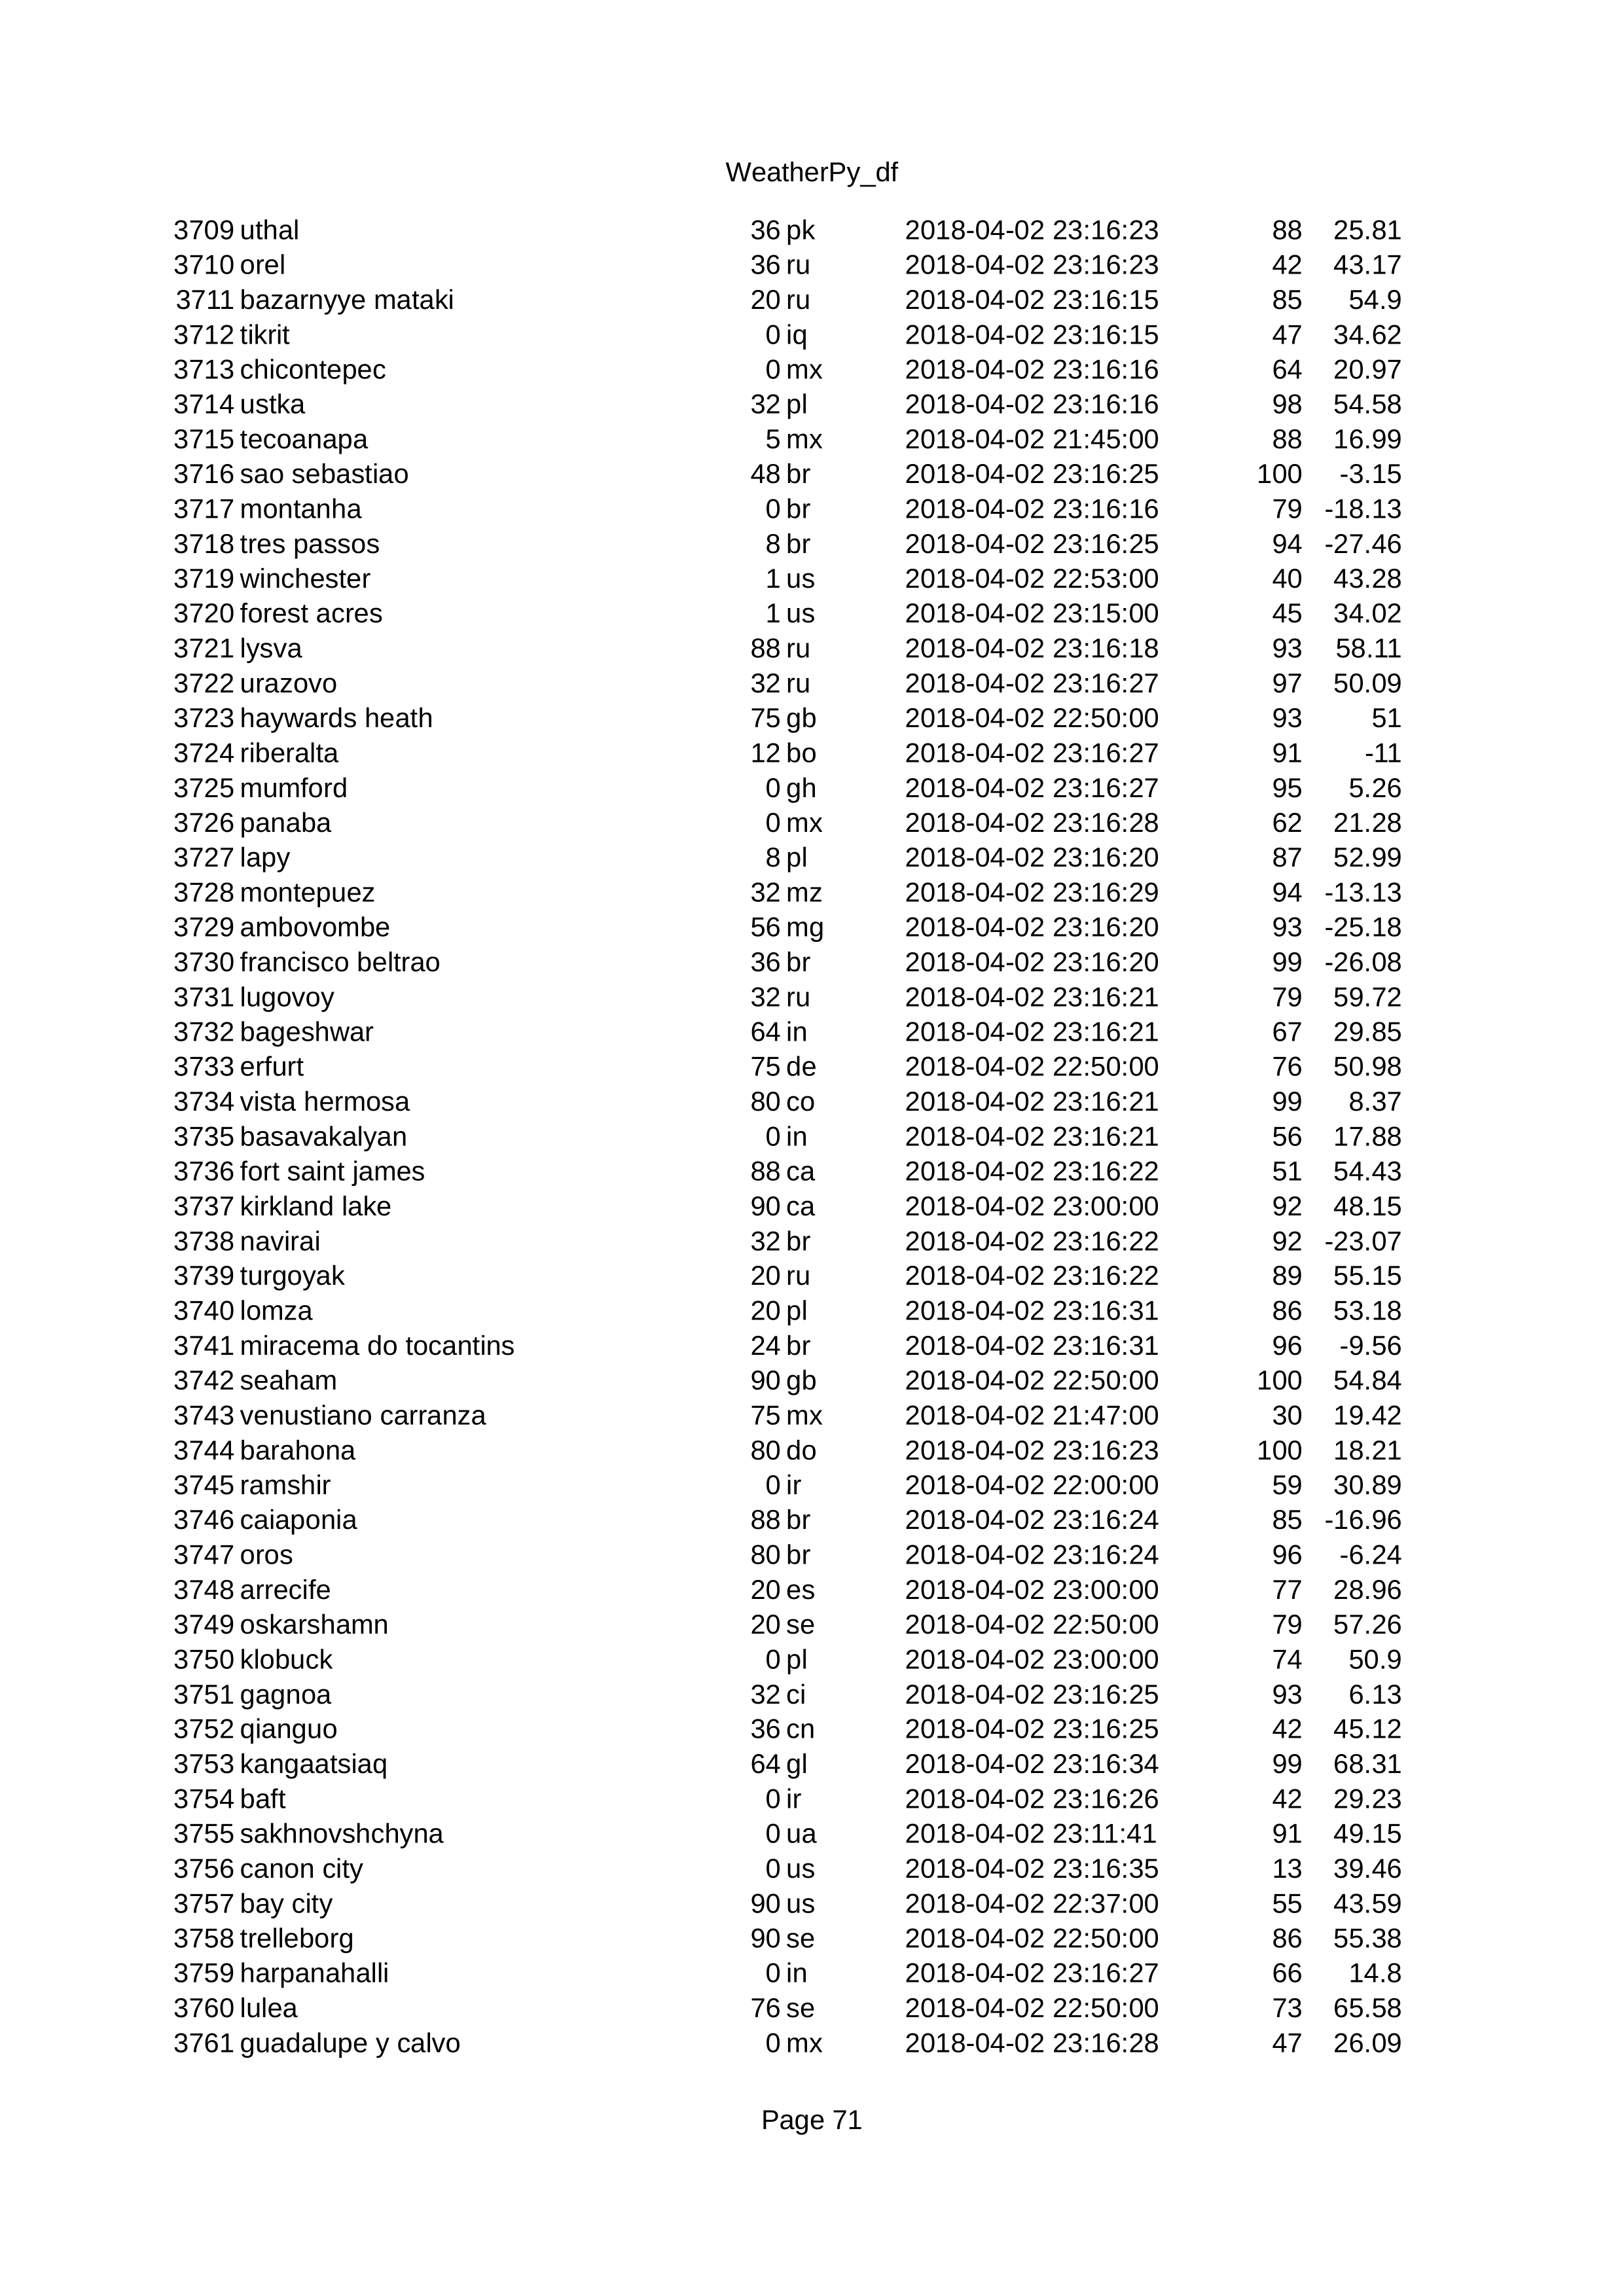 WeatherPy_df
3709 uthal 36 pk 2018-04-02 23:16:23 88 25.81
3710 orel 36 ru 2018-04-02 23:16:23 42 43.17
3711 bazarnyye mataki 20 ru 2018-04-02 23:16:15 85 54.9
3712 tikrit 0 iq 2018-04-02 23:16:15 47 34.62
3713 chicontepec 0 mx 2018-04-02 23:16:16 64 20.97
3714 ustka 32 pl 2018-04-02 23:16:16 98 54.58
3715 tecoanapa 5 mx 2018-04-02 21:45:00 88 16.99
3716 sao sebastiao 48 br 2018-04-02 23:16:25 100 -3.15
3717 montanha 0 br 2018-04-02 23:16:16 79 -18.13
3718 tres passos 8 br 2018-04-02 23:16:25 94 -27.46
3719 winchester 1 us 2018-04-02 22:53:00 40 43.28
3720 forest acres 1 us 2018-04-02 23:15:00 45 34.02
3721 lysva 88 ru 2018-04-02 23:16:18 93 58.11
3722 urazovo 32 ru 2018-04-02 23:16:27 97 50.09
3723 haywards heath 75 gb 2018-04-02 22:50:00 93 51
3724 riberalta 12 bo 2018-04-02 23:16:27 91 -11
3725 mumford 0 gh 2018-04-02 23:16:27 95 5.26
3726 panaba 0 mx 2018-04-02 23:16:28 62 21.28
3727 lapy 8 pl 2018-04-02 23:16:20 87 52.99
3728 montepuez 32 mz 2018-04-02 23:16:29 94 -13.13
3729 ambovombe 56 mg 2018-04-02 23:16:20 93 -25.18
3730 francisco beltrao 36 br 2018-04-02 23:16:20 99 -26.08
3731 lugovoy 32 ru 2018-04-02 23:16:21 79 59.72
3732 bageshwar 64 in 2018-04-02 23:16:21 67 29.85
3733 erfurt 75 de 2018-04-02 22:50:00 76 50.98
3734 vista hermosa 80 co 2018-04-02 23:16:21 99 8.37
3735 basavakalyan 0 in 2018-04-02 23:16:21 56 17.88
3736 fort saint james 88 ca 2018-04-02 23:16:22 51 54.43
3737 kirkland lake 90 ca 2018-04-02 23:00:00 92 48.15
3738 navirai 32 br 2018-04-02 23:16:22 92 -23.07
3739 turgoyak 20 ru 2018-04-02 23:16:22 89 55.15
3740 lomza 20 pl 2018-04-02 23:16:31 86 53.18
3741 miracema do tocantins 24 br 2018-04-02 23:16:31 96 -9.56
3742 seaham 90 gb 2018-04-02 22:50:00 100 54.84
3743 venustiano carranza 75 mx 2018-04-02 21:47:00 30 19.42
3744 barahona 80 do 2018-04-02 23:16:23 100 18.21
3745 ramshir 0 ir 2018-04-02 22:00:00 59 30.89
3746 caiaponia 88 br 2018-04-02 23:16:24 85 -16.96
3747 oros 80 br 2018-04-02 23:16:24 96 -6.24
3748 arrecife 20 es 2018-04-02 23:00:00 77 28.96
3749 oskarshamn 20 se 2018-04-02 22:50:00 79 57.26
3750 klobuck 0 pl 2018-04-02 23:00:00 74 50.9
3751 gagnoa 32 ci 2018-04-02 23:16:25 93 6.13
3752 qianguo 36 cn 2018-04-02 23:16:25 42 45.12
3753 kangaatsiaq 64 gl 2018-04-02 23:16:34 99 68.31
3754 baft 0 ir 2018-04-02 23:16:26 42 29.23
3755 sakhnovshchyna 0 ua 2018-04-02 23:11:41 91 49.15
3756 canon city 0 us 2018-04-02 23:16:35 13 39.46
3757 bay city 90 us 2018-04-02 22:37:00 55 43.59
3758 trelleborg 90 se 2018-04-02 22:50:00 86 55.38
3759 harpanahalli 0 in 2018-04-02 23:16:27 66 14.8
3760 lulea 76 se 2018-04-02 22:50:00 73 65.58
3761 guadalupe y calvo 0 mx 2018-04-02 23:16:28 47 26.09
Page 71